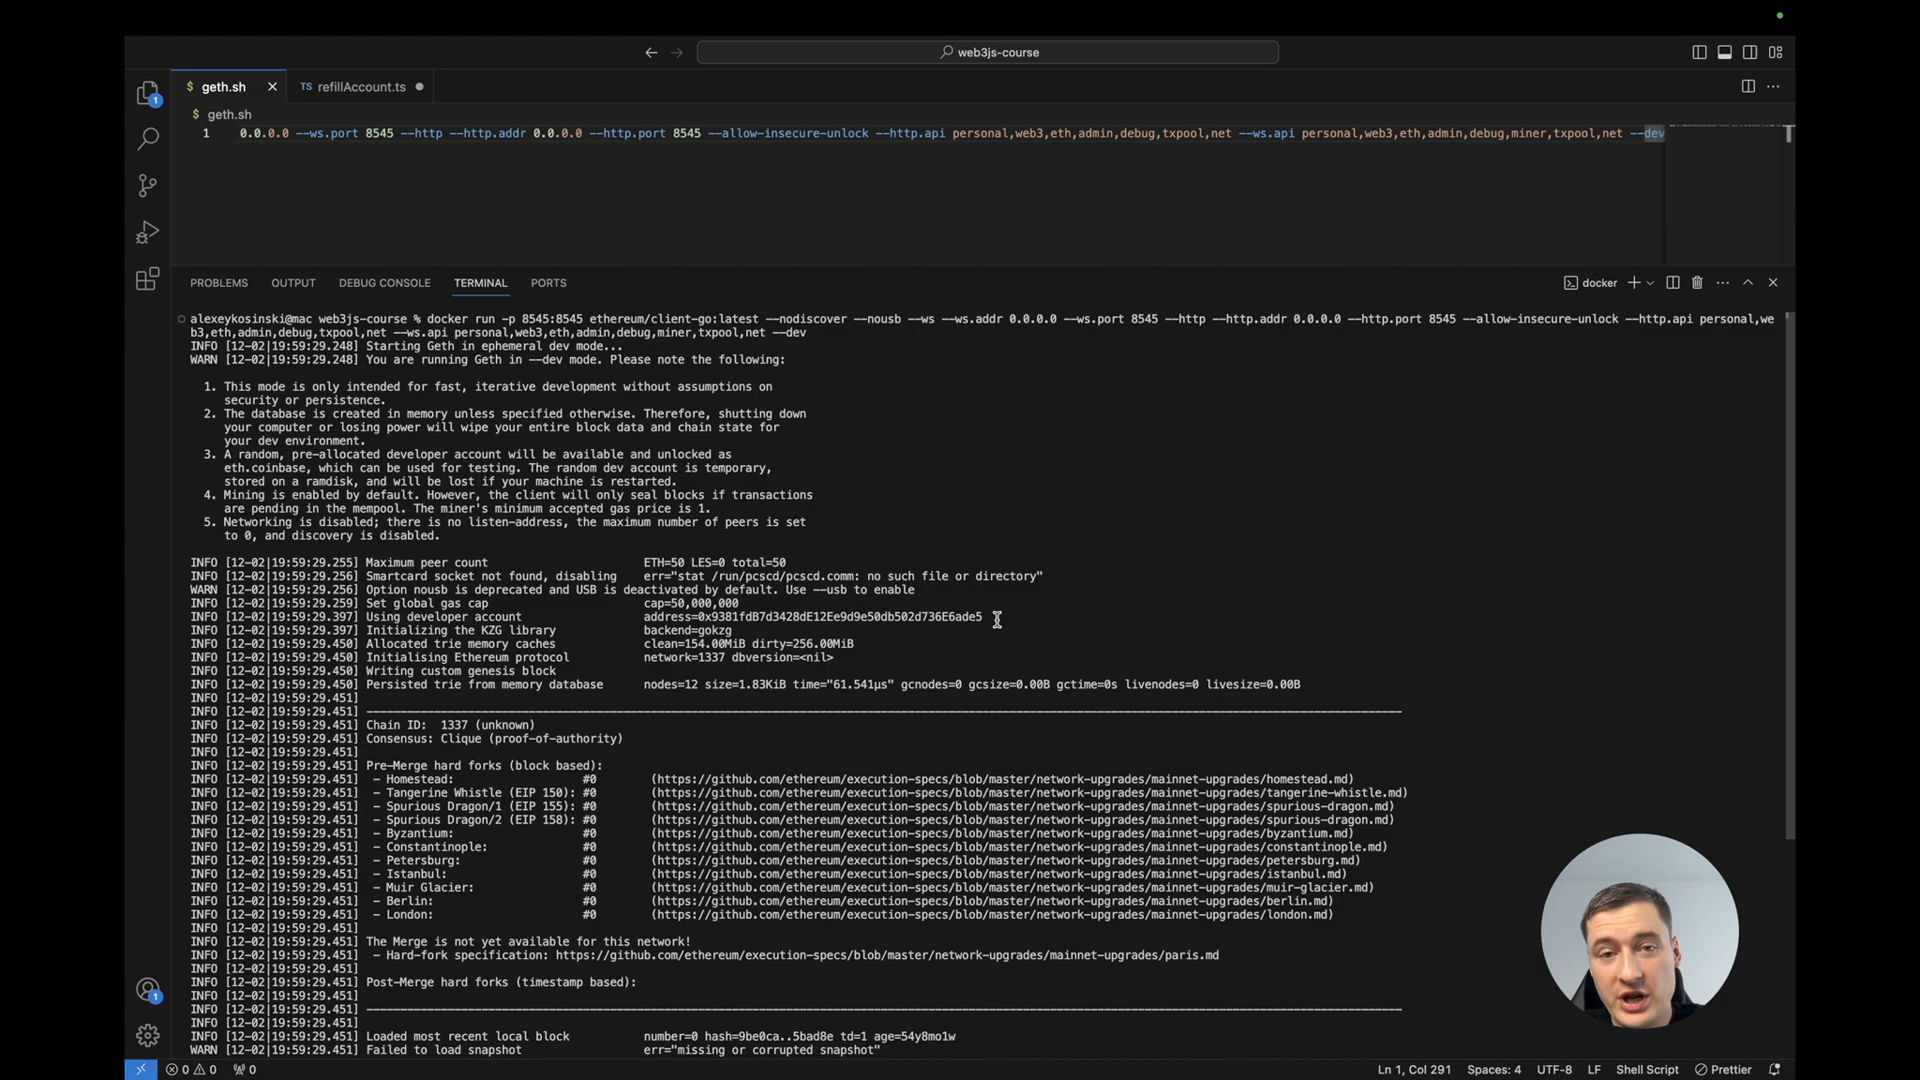 web3js-course
$ geth.sh
TS refillAccount.ts
$ geth.sh
1 0.0.0.0 --ws.port 8545 --http --http.addr 0.0.0.0 --http.port 8545 --allow-insecure-unlock --http.api personal,web3,eth,admin,debug,txpool,net --ws.api personal,web3,eth,admin,debug,miner,txpool,net --dev
PROBLEMS OUTPUT DEBUG CONSOLE TERMINAL PORTS
docker
alexeykosinski@mac web3js-course % docker run -p 8545:8545 ethereum/client-go:latest --nodiscover --nousb --ws --ws.addr 0.0.0.0 --ws.port 8545 --http --http.addr 0.0.0.0 --http.port 8545 --allow-insecure-unlock --http.api personal,we
b3,eth,admin,debug,txpool,net --ws.api personal,web3,eth,admin,debug,miner,txpool,net --dev
INFO [12-02|19:59:29.248] Starting Geth in ephemeral dev mode...
WARN [12-02|19:59:29.248] You are running Geth in --dev mode. Please note the following:
1. This mode is only intended for fast, iterative development without assumptions on
security or persistence.
2. The database is created in memory unless specified otherwise. Therefore, shutting down
your computer or losing power will wipe your entire block data and chain state for
your dev environment.
3. A random, pre-allocated developer account will be available and unlocked as
eth.coinbase, which can be used for testing. The random dev account is temporary,
stored on a ramdisk, and will be lost if your machine is restarted.
4. Mining is enabled by default. However, the client will only seal blocks if transactions
are pending in the mempool. The miner's minimum accepted gas price is 1.
5. Networking is disabled; there is no listen-address, the maximum number of peers is set
to 0, and discovery is disabled.
INFO [12-02|19:59:29.255] Maximum peer count ETH=50 LES=0 total=50
INFO [12-02|19:59:29.256] Smartcard socket not found, disabling err="stat /run/pcscd/pcscd.comm: no such file or directory"
WARN [12-02|19:59:29.256] Option nousb is deprecated and USB is deactivated by default. Use --usb to enable
INFO [12-02|19:59:29.259] Set global gas cap cap=50,000,000
INFO [12-02|19:59:29.397] Using developer account address=0x9381fdB7d3428dE12Ee9d9e50db502d736E6ade5
INFO [12-02|19:59:29.397] Initializing the KZG library backend=gokzg
INFO [12-02|19:59:29.450] Allocated trie memory caches clean=154.00MiB dirty=256.00MiB
INFO [12-02|19:59:29.450] Initialising Ethereum protocol network=1337 dbversion=<nil>
INFO [12-02|19:59:29.450] Writing custom genesis block
INFO [12-02|19:59:29.450] Persisted trie from memory database nodes=12 size=1.83KiB time="61.541µs" gcnodes=0 gcsize=0.00B gctime=0s livenodes=0 livesize=0.00B
INFO [12-02|19:59:29.451]
INFO [12-02|19:59:29.451] ---------------------------------------------------------------------------------------------------------------------------------------------------------
INFO [12-02|19:59:29.451] Chain ID: 1337 (unknown)
INFO [12-02|19:59:29.451] Consensus: Clique (proof-of-authority)
INFO [12-02|19:59:29.451]
INFO [12-02|19:59:29.451] Pre-Merge hard forks (block based):
INFO [12-02|19:59:29.451] - Homestead: #0 (https://github.com/ethereum/execution-specs/blob/master/network-upgrades/mainnet-upgrades/homestead.md)
INFO [12-02|19:59:29.451] - Tangerine Whistle (EIP 150): #0 (https://github.com/ethereum/execution-specs/blob/master/network-upgrades/mainnet-upgrades/tangerine-whistle.md)
INFO [12-02|19:59:29.451] - Spurious Dragon/1 (EIP 155): #0 (https://github.com/ethereum/execution-specs/blob/master/network-upgrades/mainnet-upgrades/spurious-dragon.md)
INFO [12-02|19:59:29.451] - Spurious Dragon/2 (EIP 158): #0 (https://github.com/ethereum/execution-specs/blob/master/network-upgrades/mainnet-upgrades/spurious-dragon.md)
INFO [12-02|19:59:29.451] - Byzantium: #0 (https://github.com/ethereum/execution-specs/blob/master/network-upgrades/mainnet-upgrades/byzantium.md)
INFO [12-02|19:59:29.451] - Constantinople: #0 (https://github.com/ethereum/execution-specs/blob/master/network-upgrades/mainnet-upgrades/constantinople.md)
INFO [12-02|19:59:29.451] - Petersburg: #0 (https://github.com/ethereum/execution-specs/blob/master/network-upgrades/mainnet-upgrades/petersburg.md)
INFO [12-02|19:59:29.451] - Istanbul: #0 (https://github.com/ethereum/execution-specs/blob/master/network-upgrades/mainnet-upgrades/istanbul.md)
INFO [12-02|19:59:29.451] - Muir Glacier: #0 (https://github.com/ethereum/execution-specs/blob/master/network-upgrades/mainnet-upgrades/muir-glacier.md)
INFO [12-02|19:59:29.451] - Berlin: #0 (https://github.com/ethereum/execution-specs/blob/master/network-upgrades/mainnet-upgrades/berlin.md)
INFO [12-02|19:59:29.451] - London: #0 (https://github.com/ethereum/execution-specs/blob/master/network-upgrades/mainnet-upgrades/london.md)
INFO [12-02|19:59:29.451]
INFO [12-02|19:59:29.451] The Merge is not yet available for this network!
INFO [12-02|19:59:29.451] - Hard-fork specification: https://github.com/ethereum/execution-specs/blob/master/network-upgrades/mainnet-upgrades/paris.md
INFO [12-02|19:59:29.451]
INFO [12-02|19:59:29.451] Post-Merge hard forks (timestamp based):
INFO [12-02|19:59:29.451]
INFO [12-02|19:59:29.451] ---------------------------------------------------------------------------------------------------------------------------------------------------------
INFO [12-02|19:59:29.451]
INFO [12-02|19:59:29.451] Loaded most recent local block number=0 hash=9be0ca..5bad8e td=1 age=54y8mo1w
WARN [12-02|19:59:29.451] Failed to load snapshot err="missing or corrupted snapshot"
0 0 0 Ln 1, Col 291 Spaces: 4 UTF-8 LF Shell Script Prettier